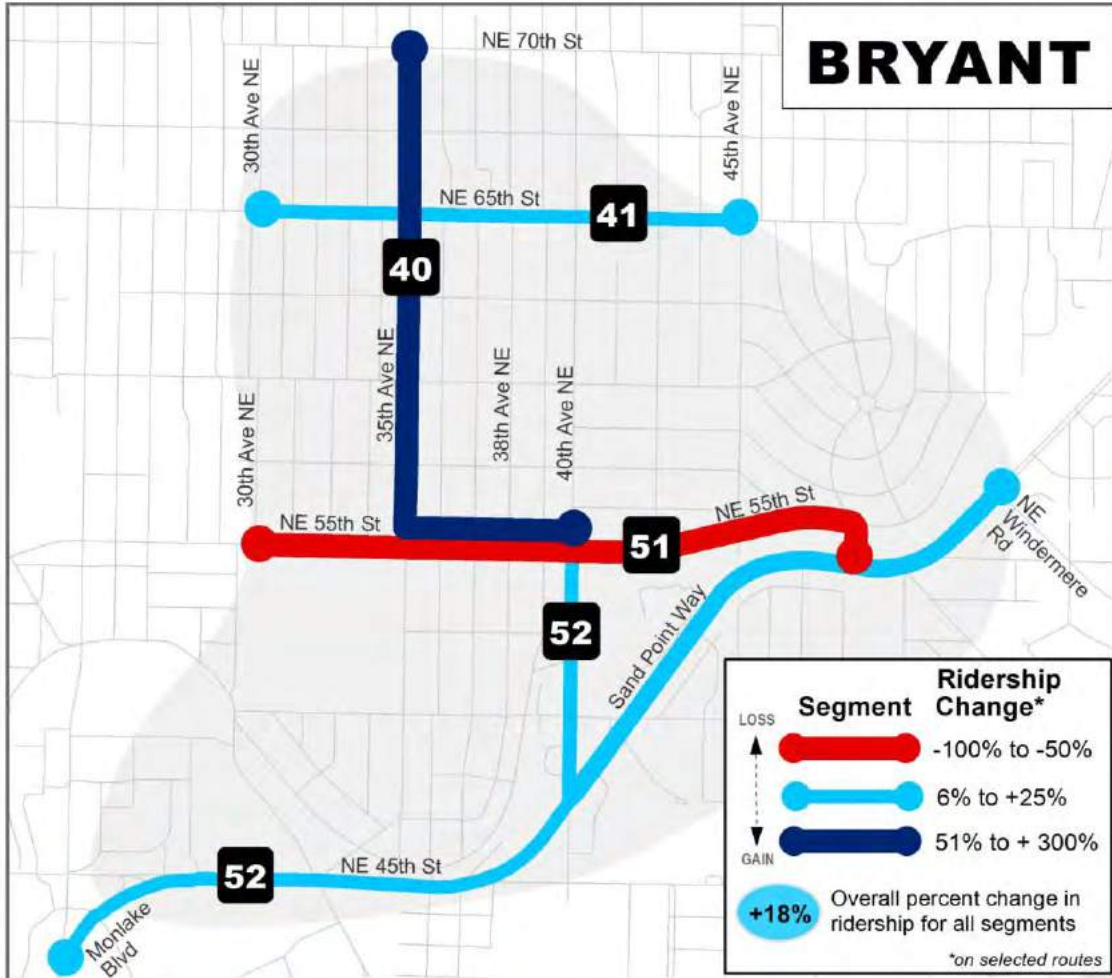 BRYANT
NE 70th St
30th Ave NE
45th Ave NE
NE 65th St
41
40
35th Ave NE
38th Ave NE
40th Ave NE
30th Ave NE
NE 55th St
51
NE 55th St
NE
Windermere
Rd
52
Sand Point Way
52
NE 45th St
Monlake
Blvd
Segment
Ridership
Change*
LOSS
-100% to -50%
6% to +25%
GAIN
51% to + 300%
+18%
Overall percent change in
ridership for all segments
*on selected routes